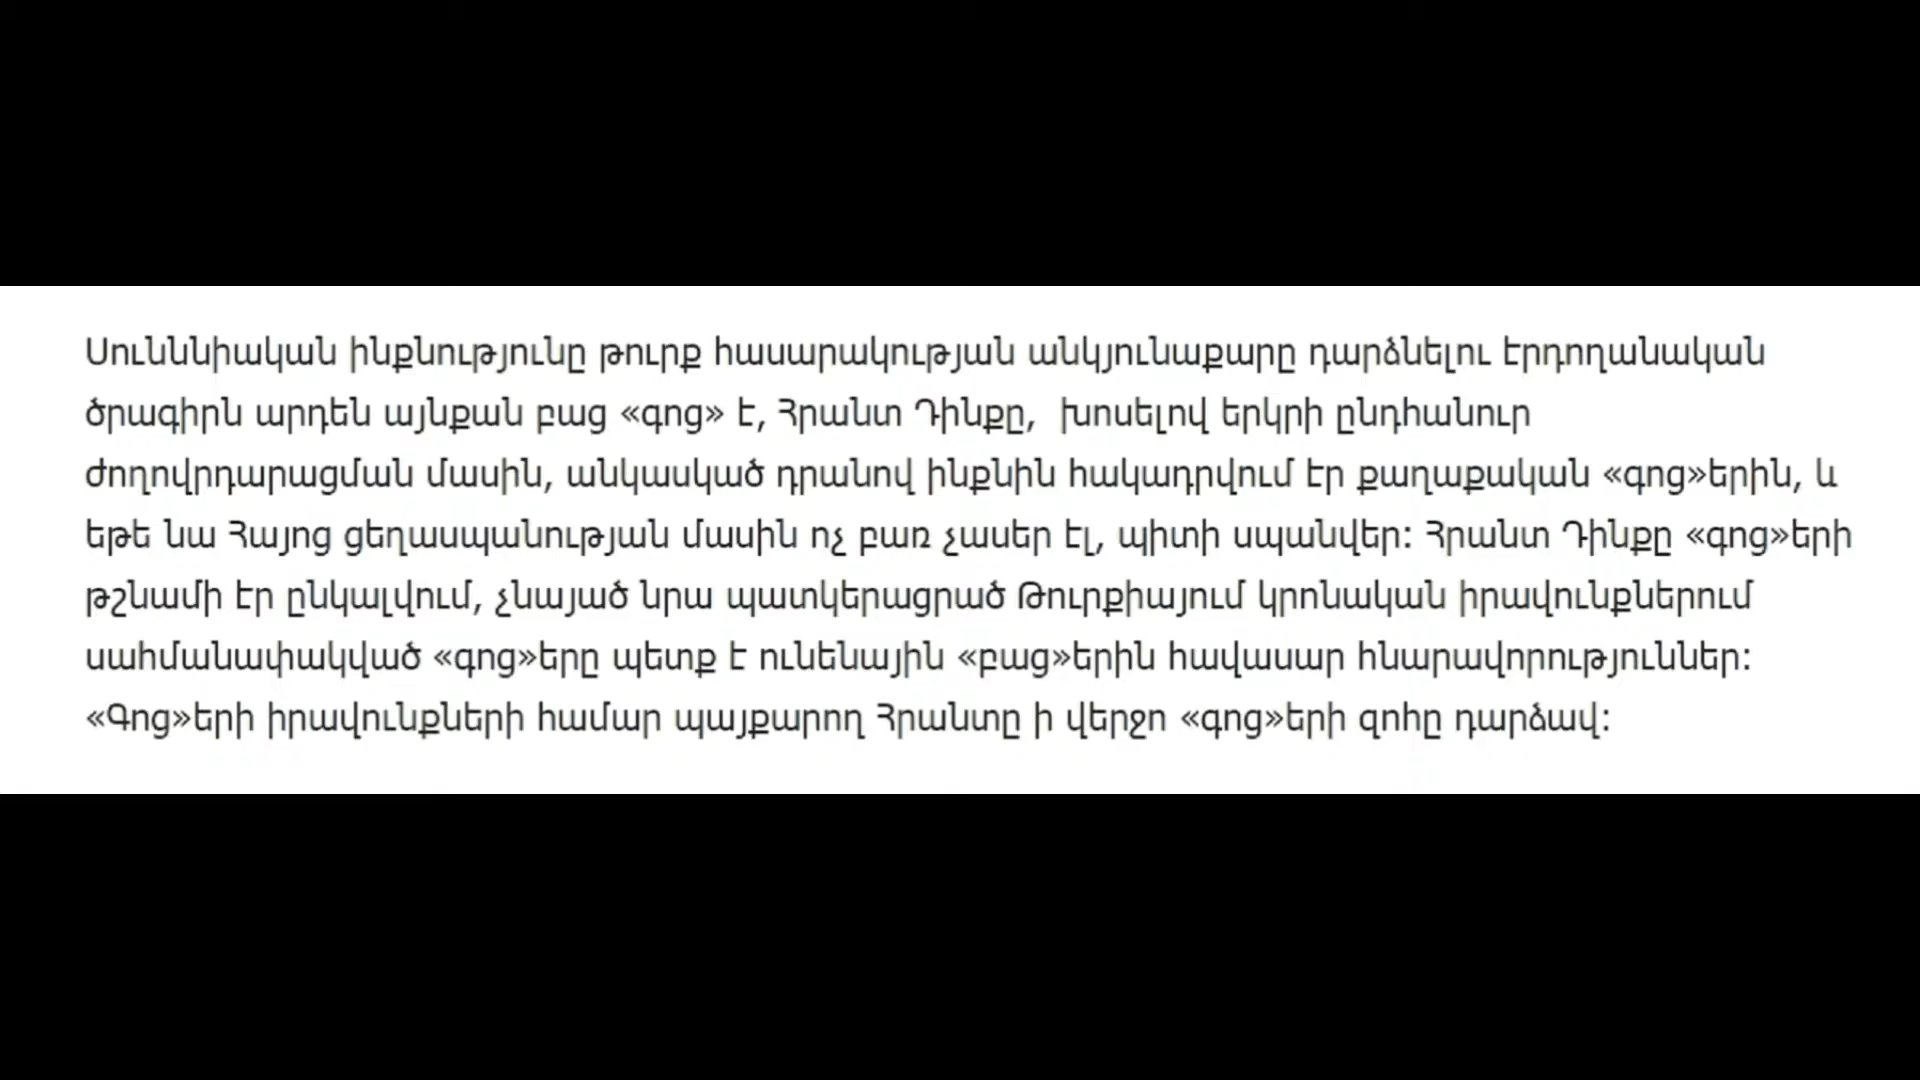 Սունննիական ինքնությունը թուրք հասարակության անկյունաքարը դարձնելու էրդողանական
ծրագիրն արդեն այնքան բաց «գոց» է, Հրանտ Դինքը,  խոսելով երկրի ընդհանուր
ժողովրդարացման մասին, անկասկած դրանով ինքնին հակադրվում էր քաղաքական «գոց»երին, և
եթե նա Հայոց ցեղասպանության մասին ոչ բառ չասեր էլ, պիտի սպանվեր: Հրանտ Դինքը «գոց»երի
թշնամի էր ընկալվում, չնայած նրա պատկերացրած Թուրքիայում կրոնական իրավունքներում
սահմանափակված «գոց»երը պետք է ունենային «բաց»երին հավասար հնարավորություններ:
«Գոց»երի իրավունքների համար պայքարող Հրանտը ի վերջո «գոց»երի զոհը դարձավ: